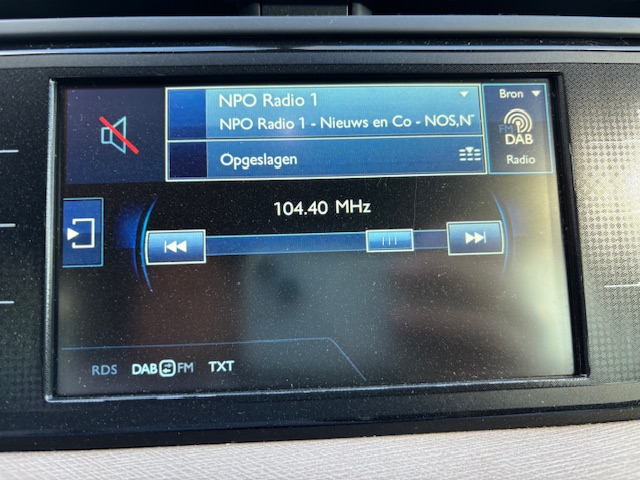 NPO Radio 1
Bron
NPO Radio 1 - Nieuws en Co - NOS,N
FM
DAB
Opgeslagen
Radio
104.40 MHz
RDS DAB FM TXT